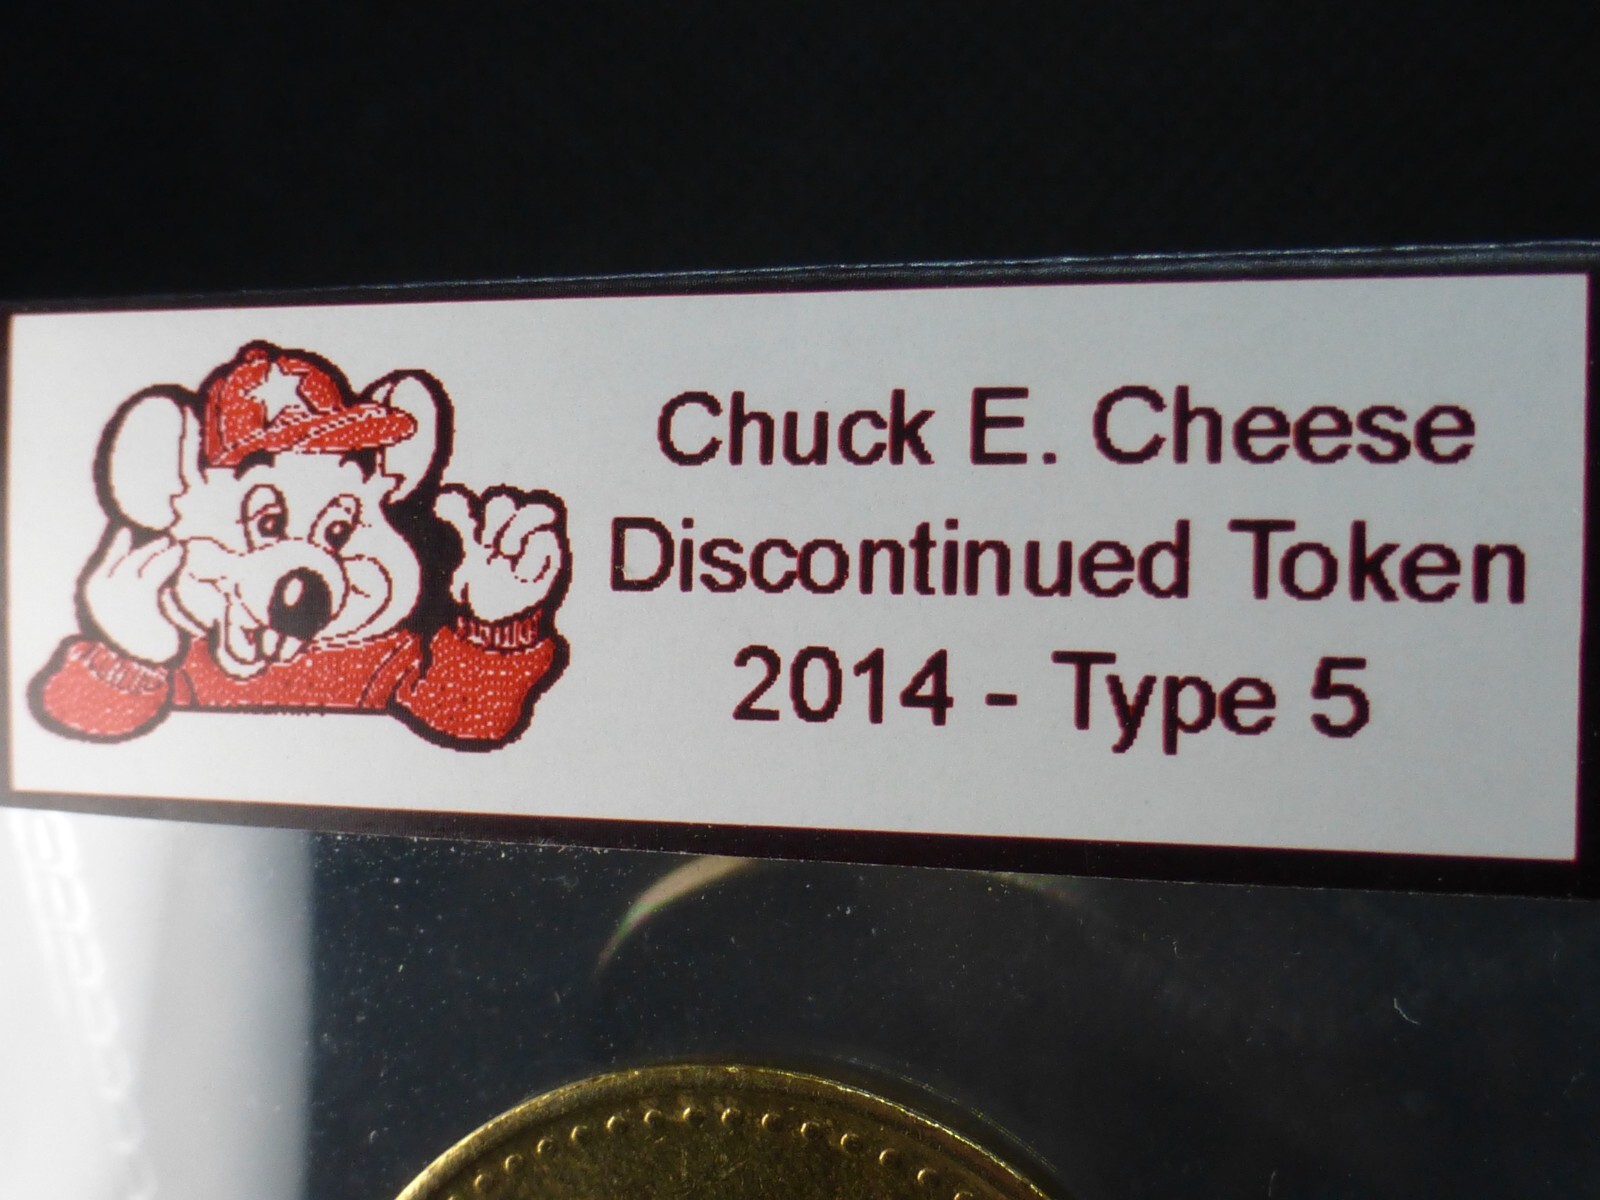 Chuck E. Cheese
Discontinued Token
2014 - Type 5